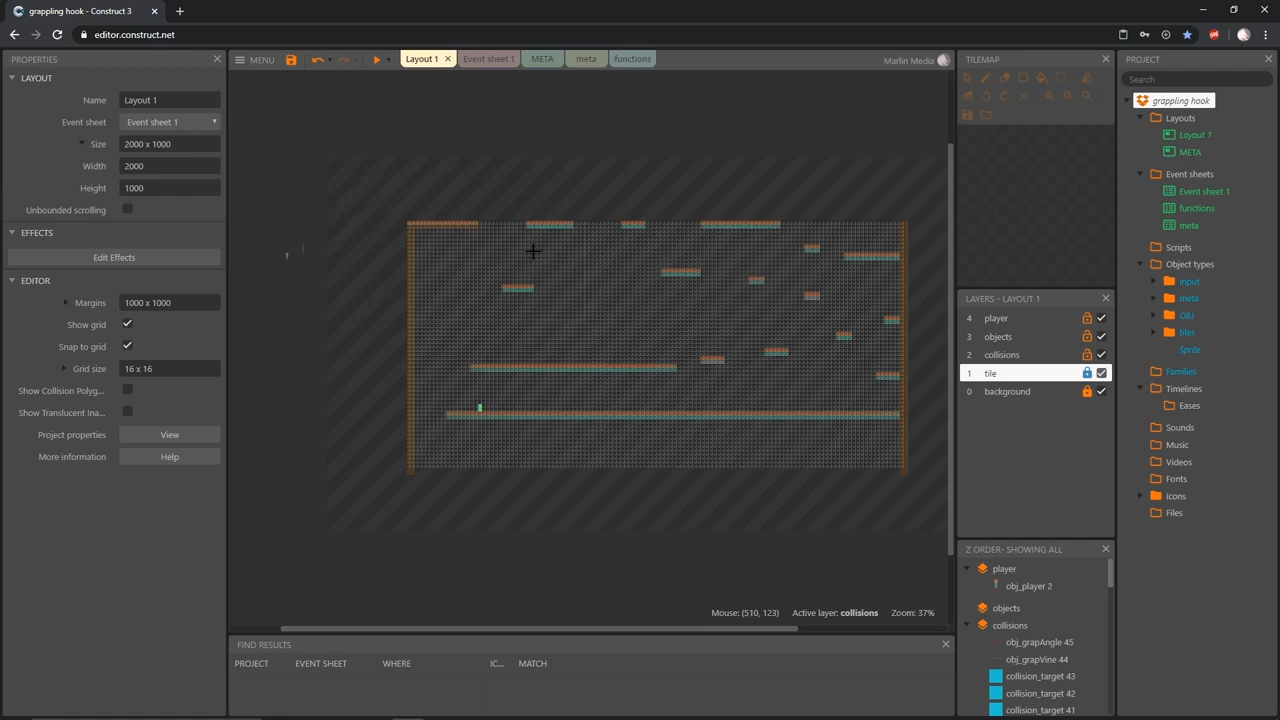 grappling hook - Construct 3
editor.construct.net
PROPERTIES
MENU
Layout 1
Event sheet 1
META
meta
functions
Marlin Media
TILEMAP
PROJECT
LAYOUT
Search
Name
Layout 1
grappling hook
Event sheet
Event sheet 1
Layouts
Size
2000 x 1000
Layout 1
Width
2000
META
Height
1000
Event sheets
Unbounded scrolling
Event sheet 1
functions
EFFECTS
meta
Edit Effects
Scripts
Object types
EDITOR
input
Margins
1000 x 1000
meta
Show grid
OBJ
Snap to grid
tiles
Grid size
16 x 16
Sprite
Show Collision Polyg...
Families
Show Translucent Ina...
Timelines
Project properties
View
Eases
More information
Help
Sounds
Music
Videos
Fonts
Icons
Files
LAYERS - LAYOUT 1
4 player
3 objects
2 collisions
1 tile
0 background
Z ORDER- SHOWING ALL
player
obj_player 2
objects
collisions
obj_grapAngle 45
obj_grapVine 44
collision_target 43
collision_target 42
collision_target 41
Mouse: (510, 123)
Active layer: collisions
Zoom: 37%
FIND RESULTS
PROJECT
EVENT SHEET
WHERE
IC...
MATCH